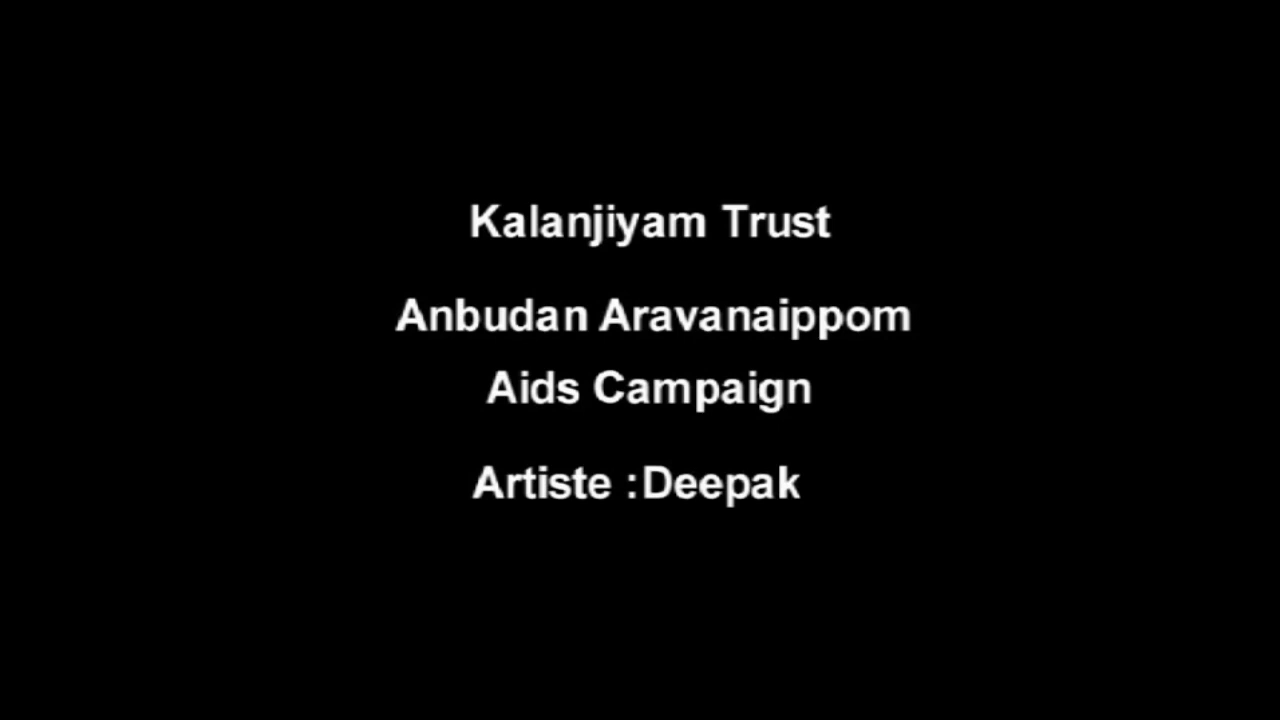 Kalanjiyam Trust
Anbudan Aravanaippom
Aids Campaign
Artiste :Deepak